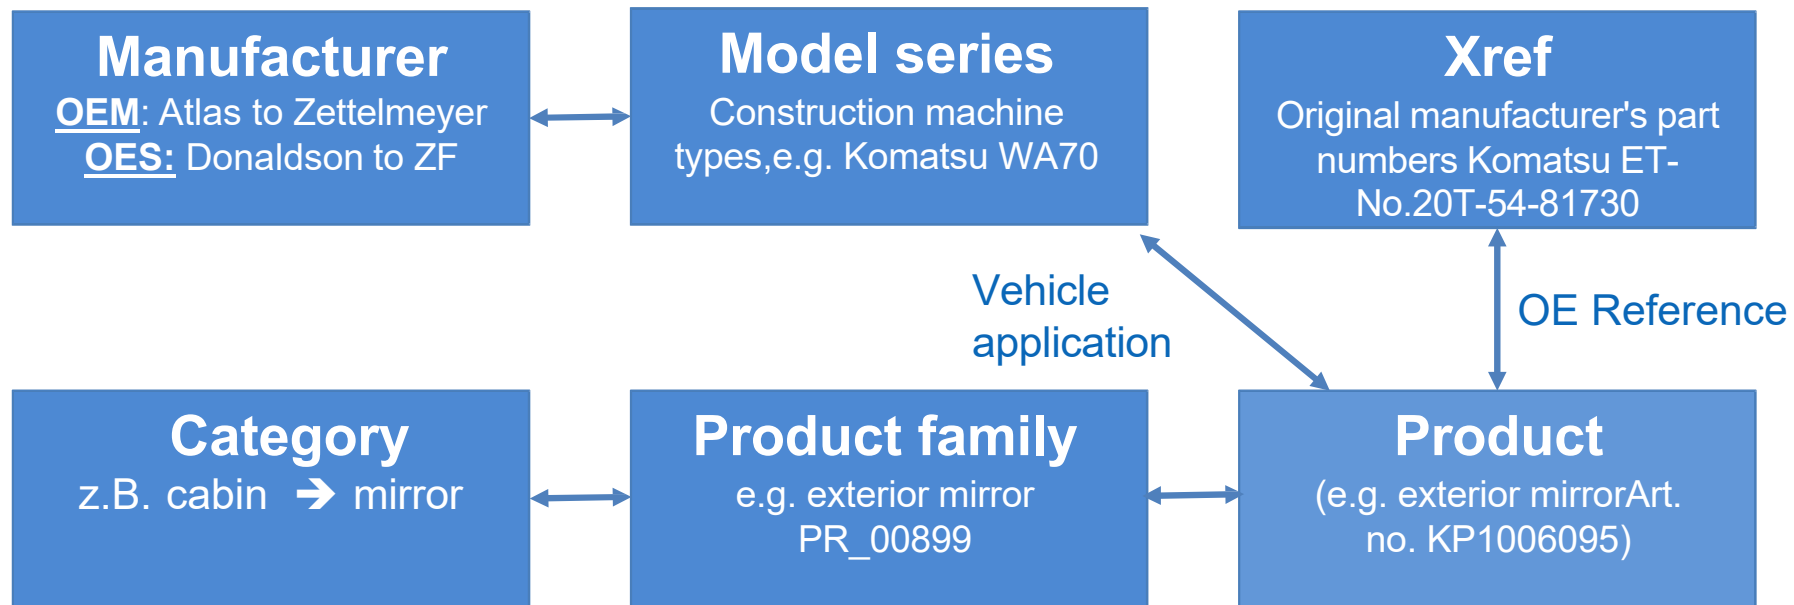 Manufacturer
OEM: Atlas to Zettelmeyer
OES: Donaldson to ZF
Model series
Construction machine
types,e.g. Komatsu WA70
Xref
Original manufacturer's part
numbers Komatsu ET-
No.20T-54-81730
Vehicle
application
OE Reference
Category
z.B. cabin ➔ mirror
Product family
e.g. exterior mirror
PR_00899
Product
(e.g. exterior mirrorArt.
no. KP1006095)